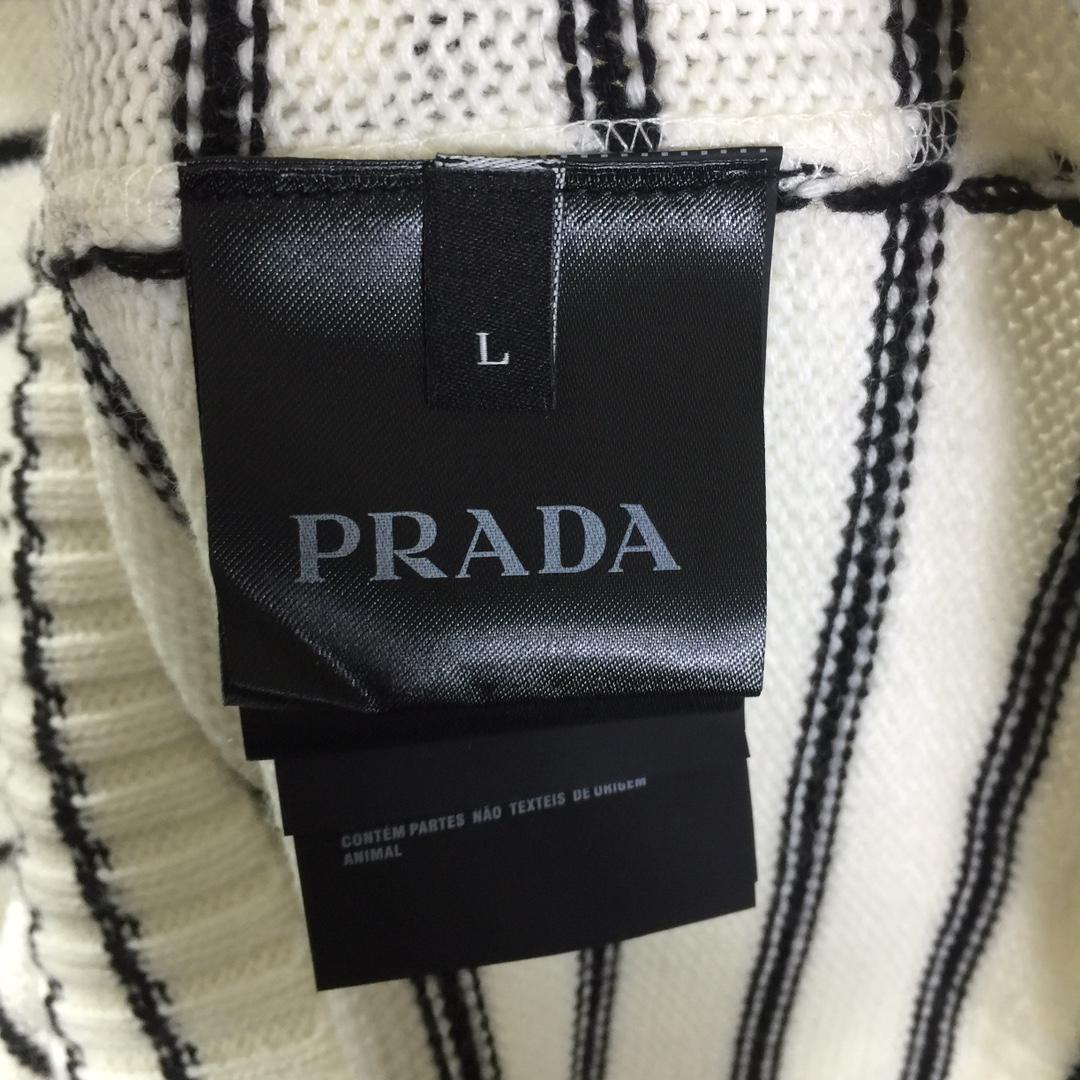 L
PRADA
CONTÉM PARTES NÃO TEXTEIS DE ORIGEM
ANIMAL